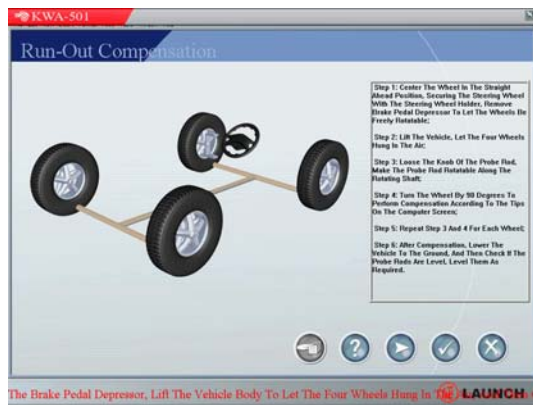 KWA-501
Run-Out Compensation
Step 1: Center The Wheel In The Straight
Ahead Position, Securing The Steering Wheel
With The Steering Wheel Holder, Remove
Brake Pedal Depressor To Let The Wheels Be
Freely Rotatable;
Step 2: Lift The Vehicle, Let The Four Wheels
Hung In The Air;
Step 3: Loose The Knob Of The Probe Rod,
Make The Probe Rod Rotatable Along The
Rotating Shaft;
Step 4: Turn The Wheel By 90 Degrees To
Perform Compensation According To The Tips
On The Computer Screen;
Step 5: Repeat Step 3 And 4 For Each Wheel;
Step 6: After Compensation, Lower The
Vehicle To The Ground, And Then Check If The
Probe Rods Are Level, Level Them As
Required.
?
The Brake Pedal Depressor, Lift The Vehicle Body To Let The Four Wheels Hung In
LAUNCH